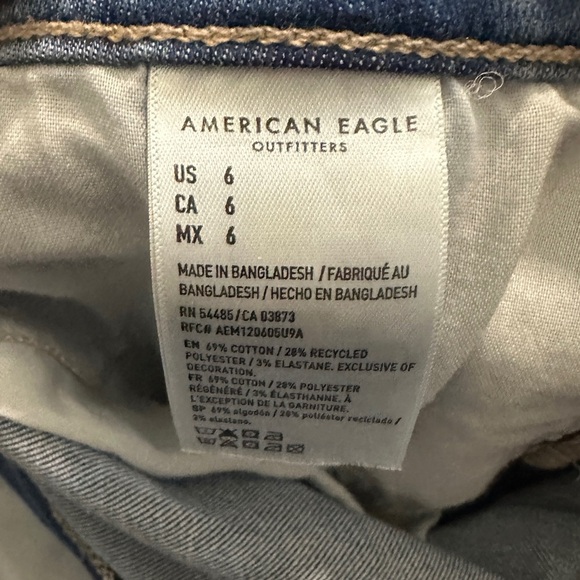 AMERICAN EAGLE
OUTFITTERS
US 6
CA 6
MX 6
MADE IN BANGLADESH / FABRIQUÉ AU
BANGLADESH / HECHO EN BANGLADESH
RN 54485/CA 03873
RFC# AEM120605U9A
EN 69% COTTON / 28% RECYCLED
POLYESTER / 3% ELASTANE. EXCLUSIVE OF
DECORATION.
FR 69% COTON / 28% POLYESTER
RÉGÉNÉRÉ / 3% ÉLASTHANNE. À
L'EXCEPTION DE LA GARNITURE.
SP 69% algodón / 28% poliéster reciclado /
3% elastano.